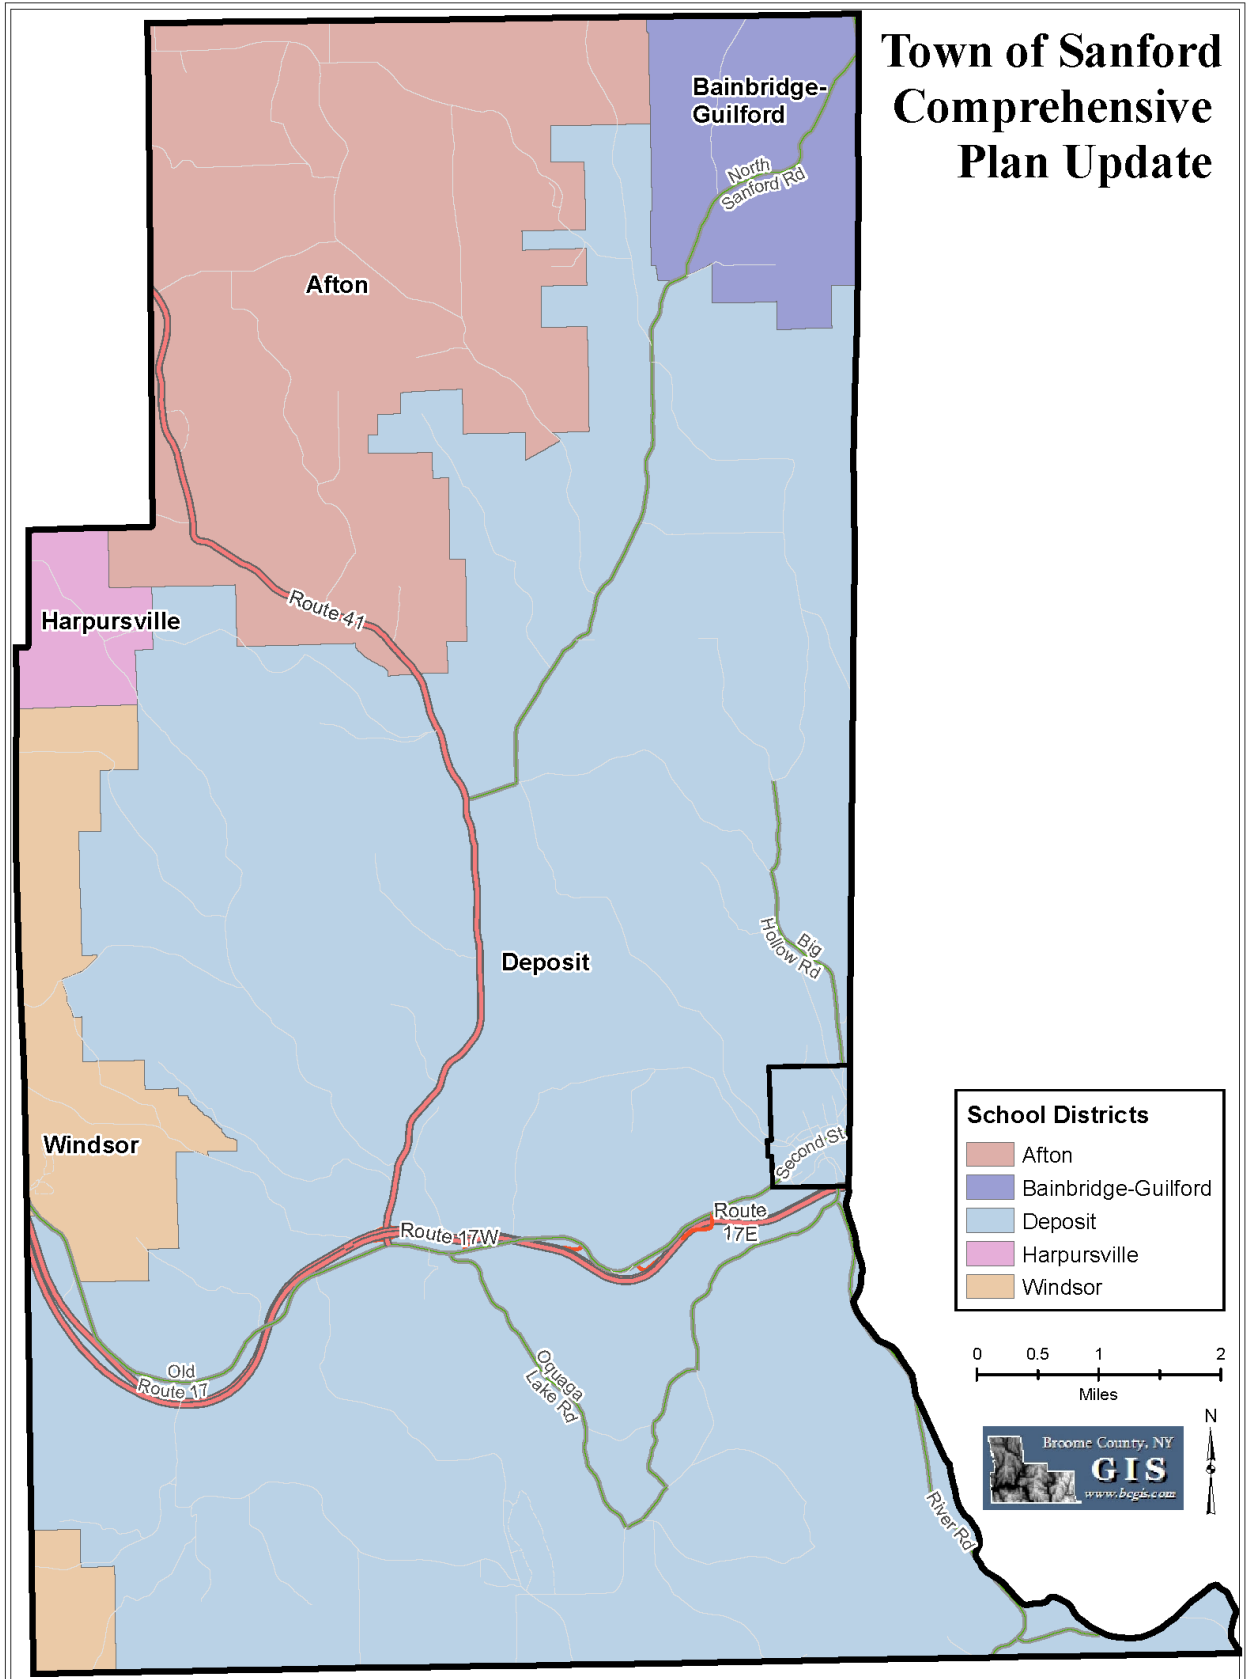 Town of Sanford
Comprehensive
Plan Update
Bainbridge-
Guilford
North
Sanford Rd
Afton
Route 41
Harpursville
Big
Hollow Rd
Deposit
Windsor
Second St
Route 17W
Route
17E
Old
Route 17
Oquaga
Lake Rd
River Rd
School Districts
Afton
Bainbridge-Guilford
Deposit
Harpursville
Windsor
0 0.5 1 2
Miles
N
Broome County, NY
GIS
www.bcgis.com